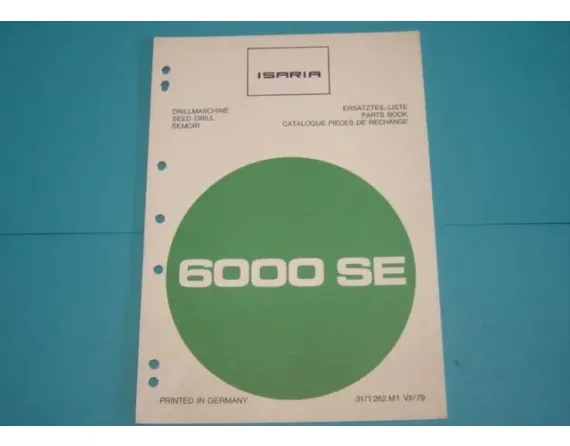 ISARIA
DRILLMASCHINE
SEED DRILL
SEMOIR
ERSATZTEIL-LISTE
PARTS BOOK
CATALOGUE PIECES DE RECHANGE
6000 SE
PRINTED IN GERMANY
3171.262.M1 VII/79